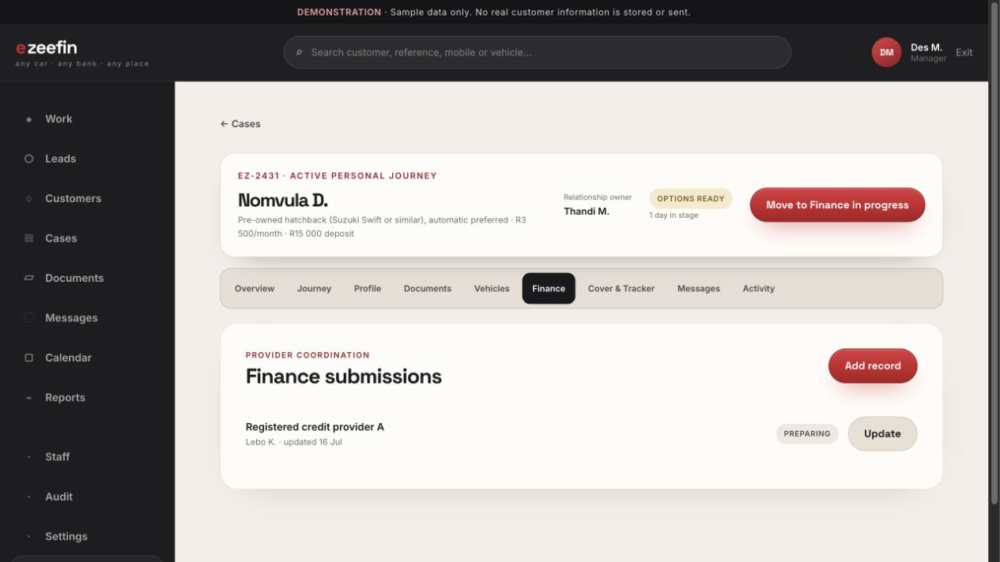 DEMONSTRATION · Sample data only. No real customer information is stored or sent.
ezeefin
any car · any bank · any place
Search customer, reference, mobile or vehicle...
DM
Des M.
Manager
Exit
Work
Leads
Customers
Cases
Documents
Messages
Calendar
Reports
Staff
Audit
Settings
← Cases
EZ-2431 · ACTIVE PERSONAL JOURNEY
Nomvula D.
Pre-owned hatchback (Suzuki Swift or similar), automatic preferred · R3
500/month · R15 000 deposit
Relationship owner
Thandi M.
OPTIONS READY
1 day in stage
Move to Finance in progress
Overview Journey Profile Documents Vehicles Finance Cover & Tracker Messages Activity
PROVIDER COORDINATION
Finance submissions
Add record
Registered credit provider A
Lebo K. · updated 16 Jul
PREPARING
Update